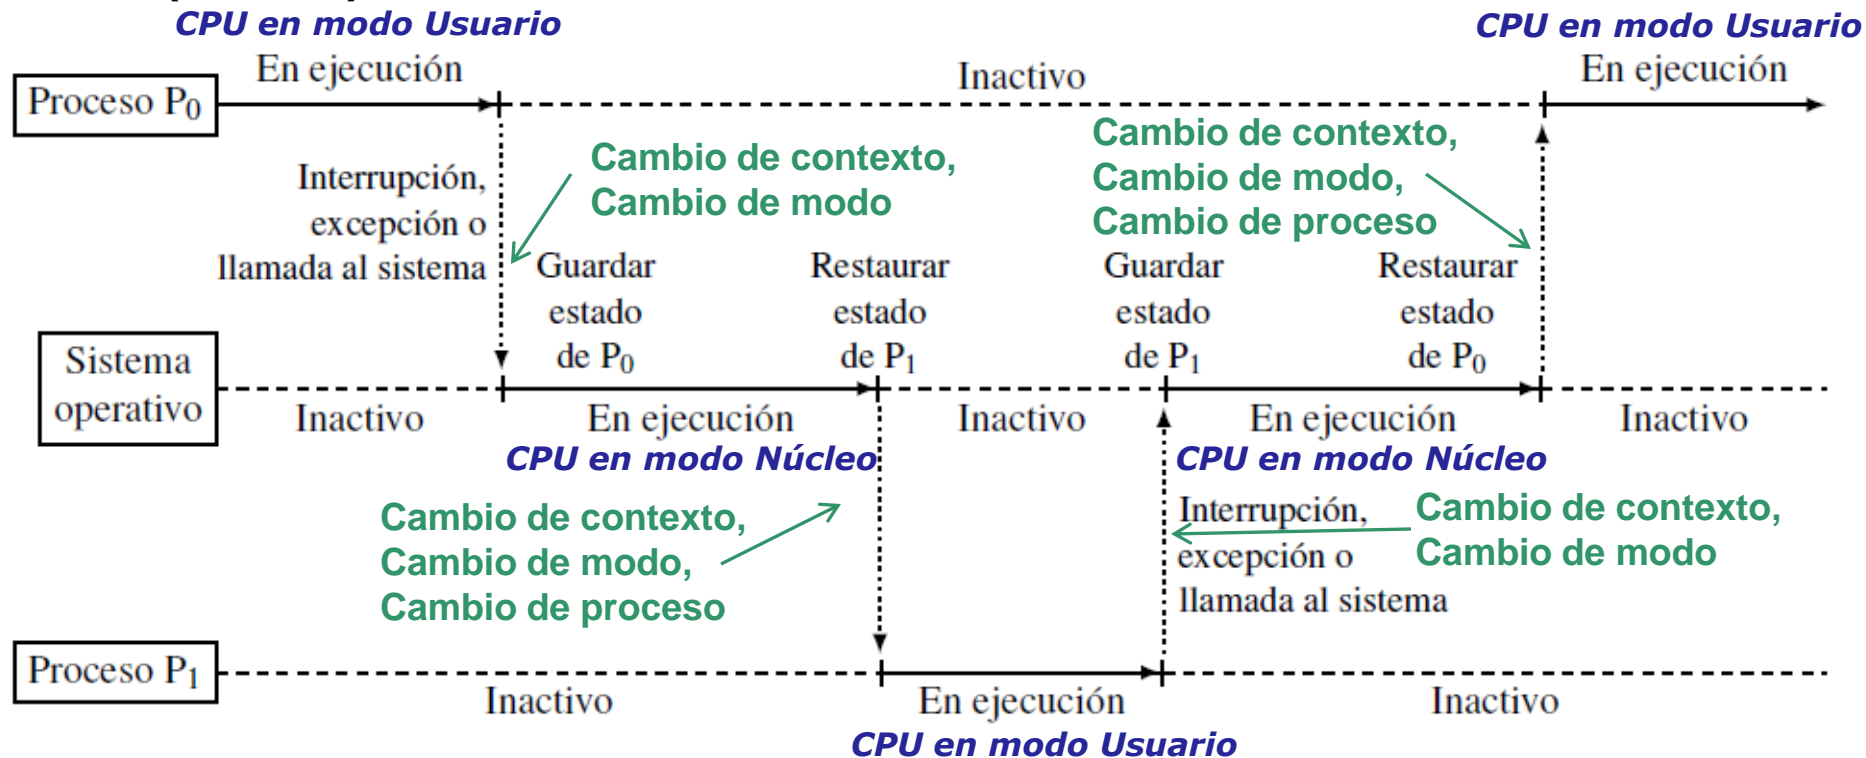 CPU en modo Usuario
CPU en modo Usuario
En ejecución
Inactivo
En ejecución
Proceso P0
Cambio de contexto,
Cambio de modo
Cambio de contexto,
Cambio de modo,
Cambio de proceso
Interrupción,
excepción o
llamada al sistema
Guardar
estado
de P0
Restaurar
estado
de P1
Guardar
estado
de P1
Restaurar
estado
de P0
Sistema
operativo
Inactivo
En ejecución
Inactivo
En ejecución
Inactivo
CPU en modo Núcleo
CPU en modo Núcleo
Cambio de contexto,
Cambio de modo,
Cambio de proceso
Interrupción,
excepción o
llamada al sistema
Cambio de contexto,
Cambio de modo
Proceso P1
Inactivo
En ejecución
Inactivo
CPU en modo Usuario